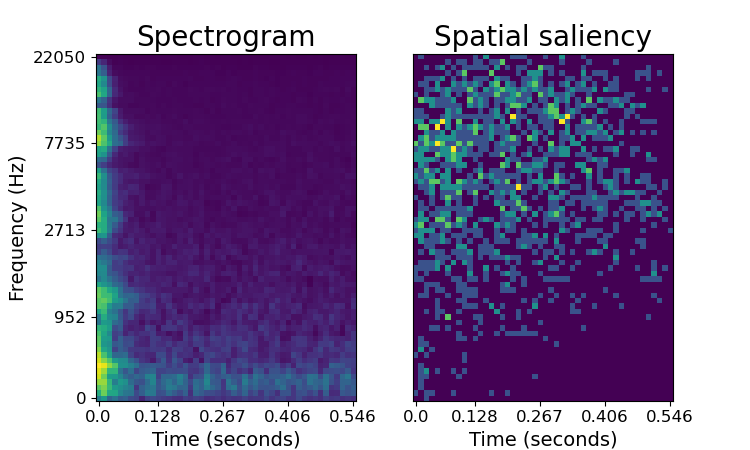 Spectrogram
Spatial saliency
22050
7735
2713
952
0
Frequency (Hz)
0.0 0.128 0.267 0.406 0.546
0.0 0.128 0.267 0.406 0.546
Time (seconds)
Time (seconds)